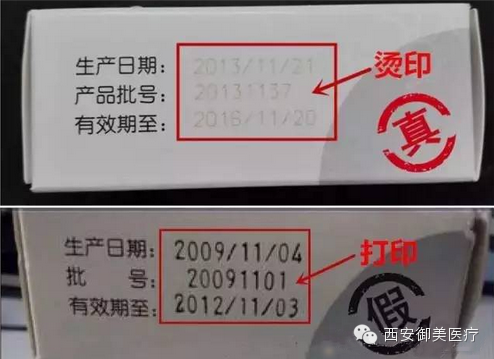 生产日期: 2013/11/21
烫印
产品批号: 20131137
有效期至: 2016/11/20
真
生产日期: 2009/11/04
打印
批 号: 20091101
有效期至: 2012/11/03
假
西安御美医疗